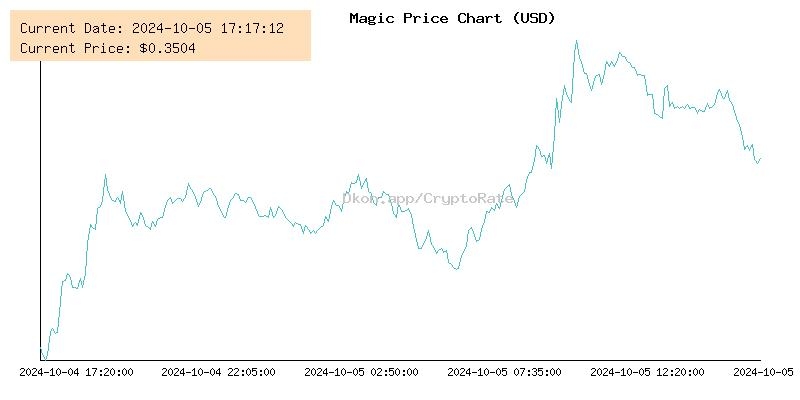 Magic Price Chart (USD)
Current Date: 2024-10-05 17:17:12
Current Price: $0.3504
Dkoh.app/CryptoRate
2024-10-04 17:20:00 2024-10-04 22:05:00 2024-10-05 02:50:00 2024-10-05 07:35:00 2024-10-05 12:20:00 2024-10-05